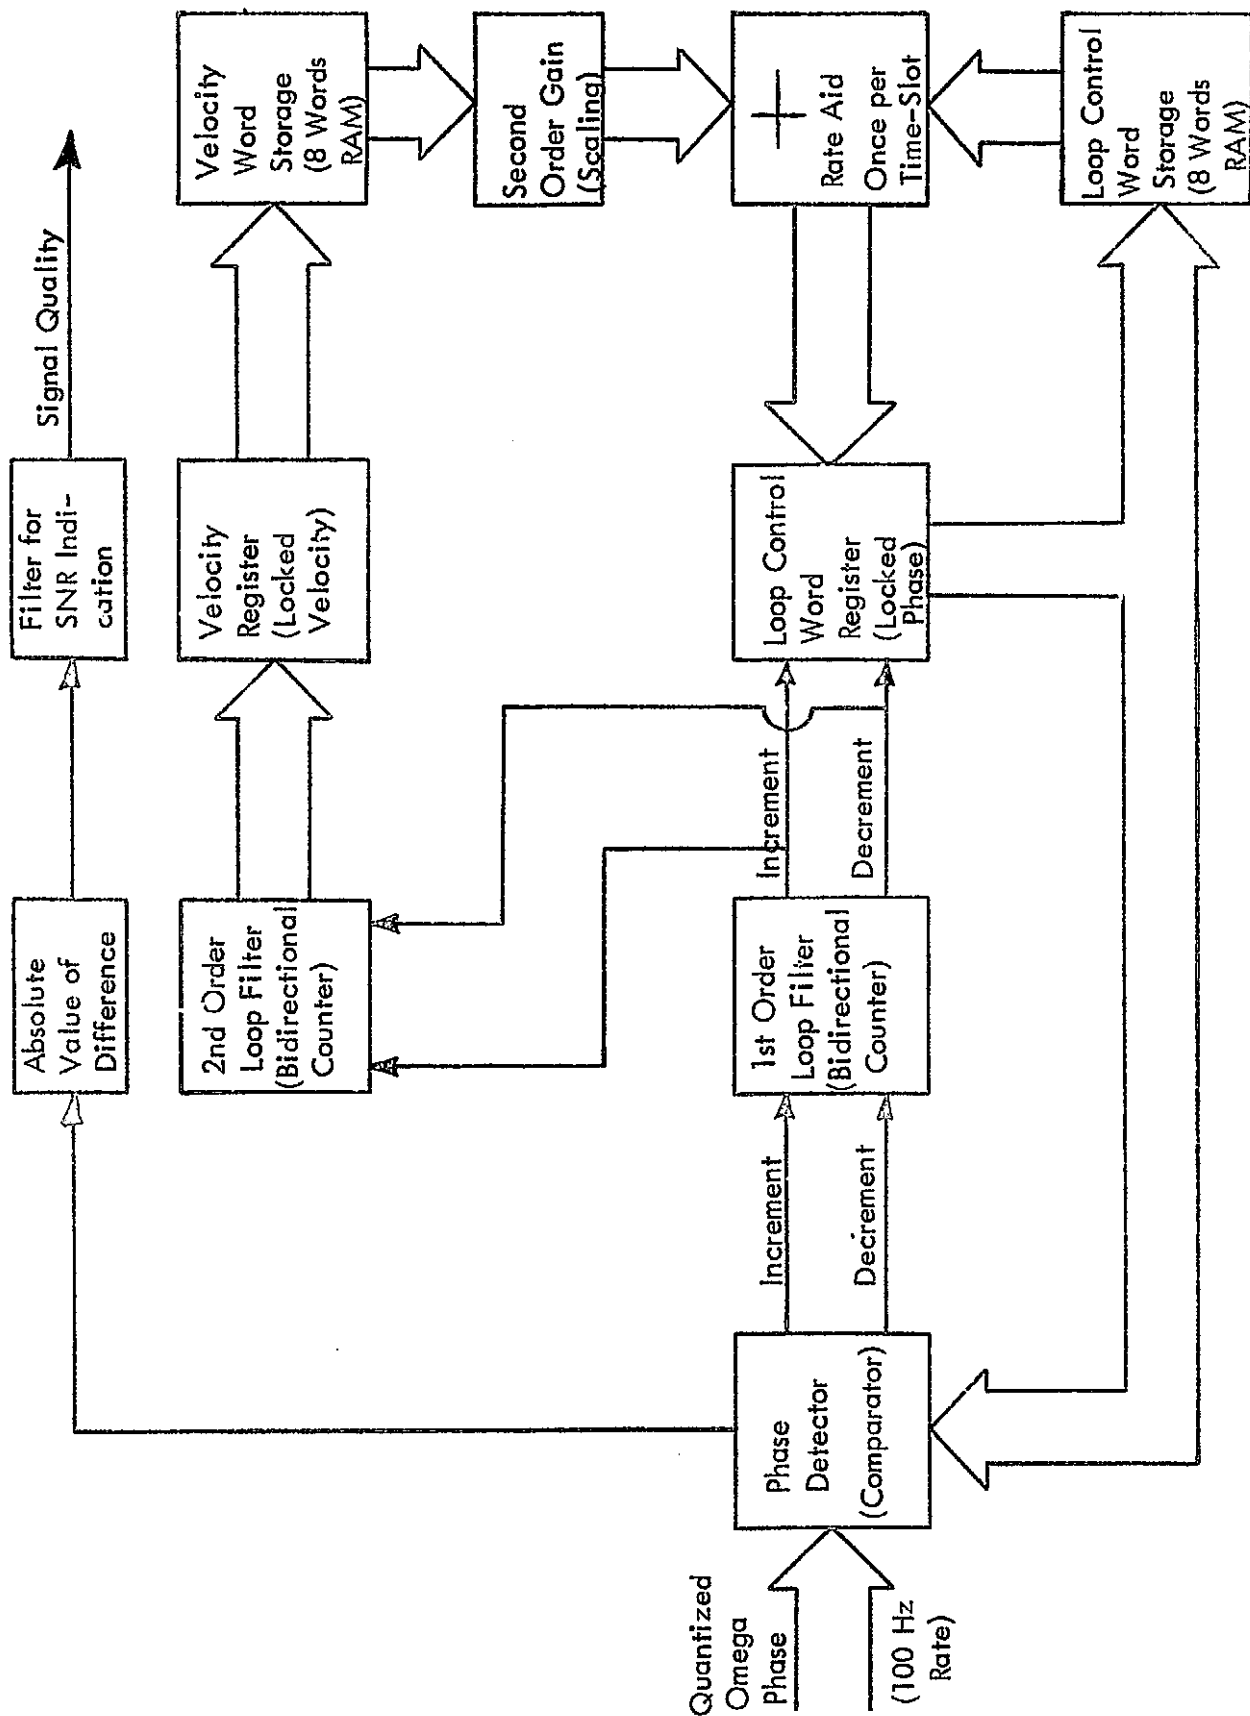 Absolute
Value of
Difference
Filter for
SNR Indi-
cation
Signal Quality
2nd Order
Loop Filter
(Bidirectional
Counter)
Velocity
Register
(Locked
Velocity)
Velocity
Word
Storage
(8 Words
RAM)
Second
Order Gain
(Scaling)
Quantized
Omega
Phase
(100 Hz
Rate)
Phase
Detector
(Comparator)
Increment
Decrement
1st Order
Loop Filter
(Bidirectional
Counter)
Increment
Decrement
Loop Control
Word
Register
(Locked
Phase)
+
Rate Aid
Once per
Time-Slot
Loop Control
Word
Storage
(8 Words
RAM)